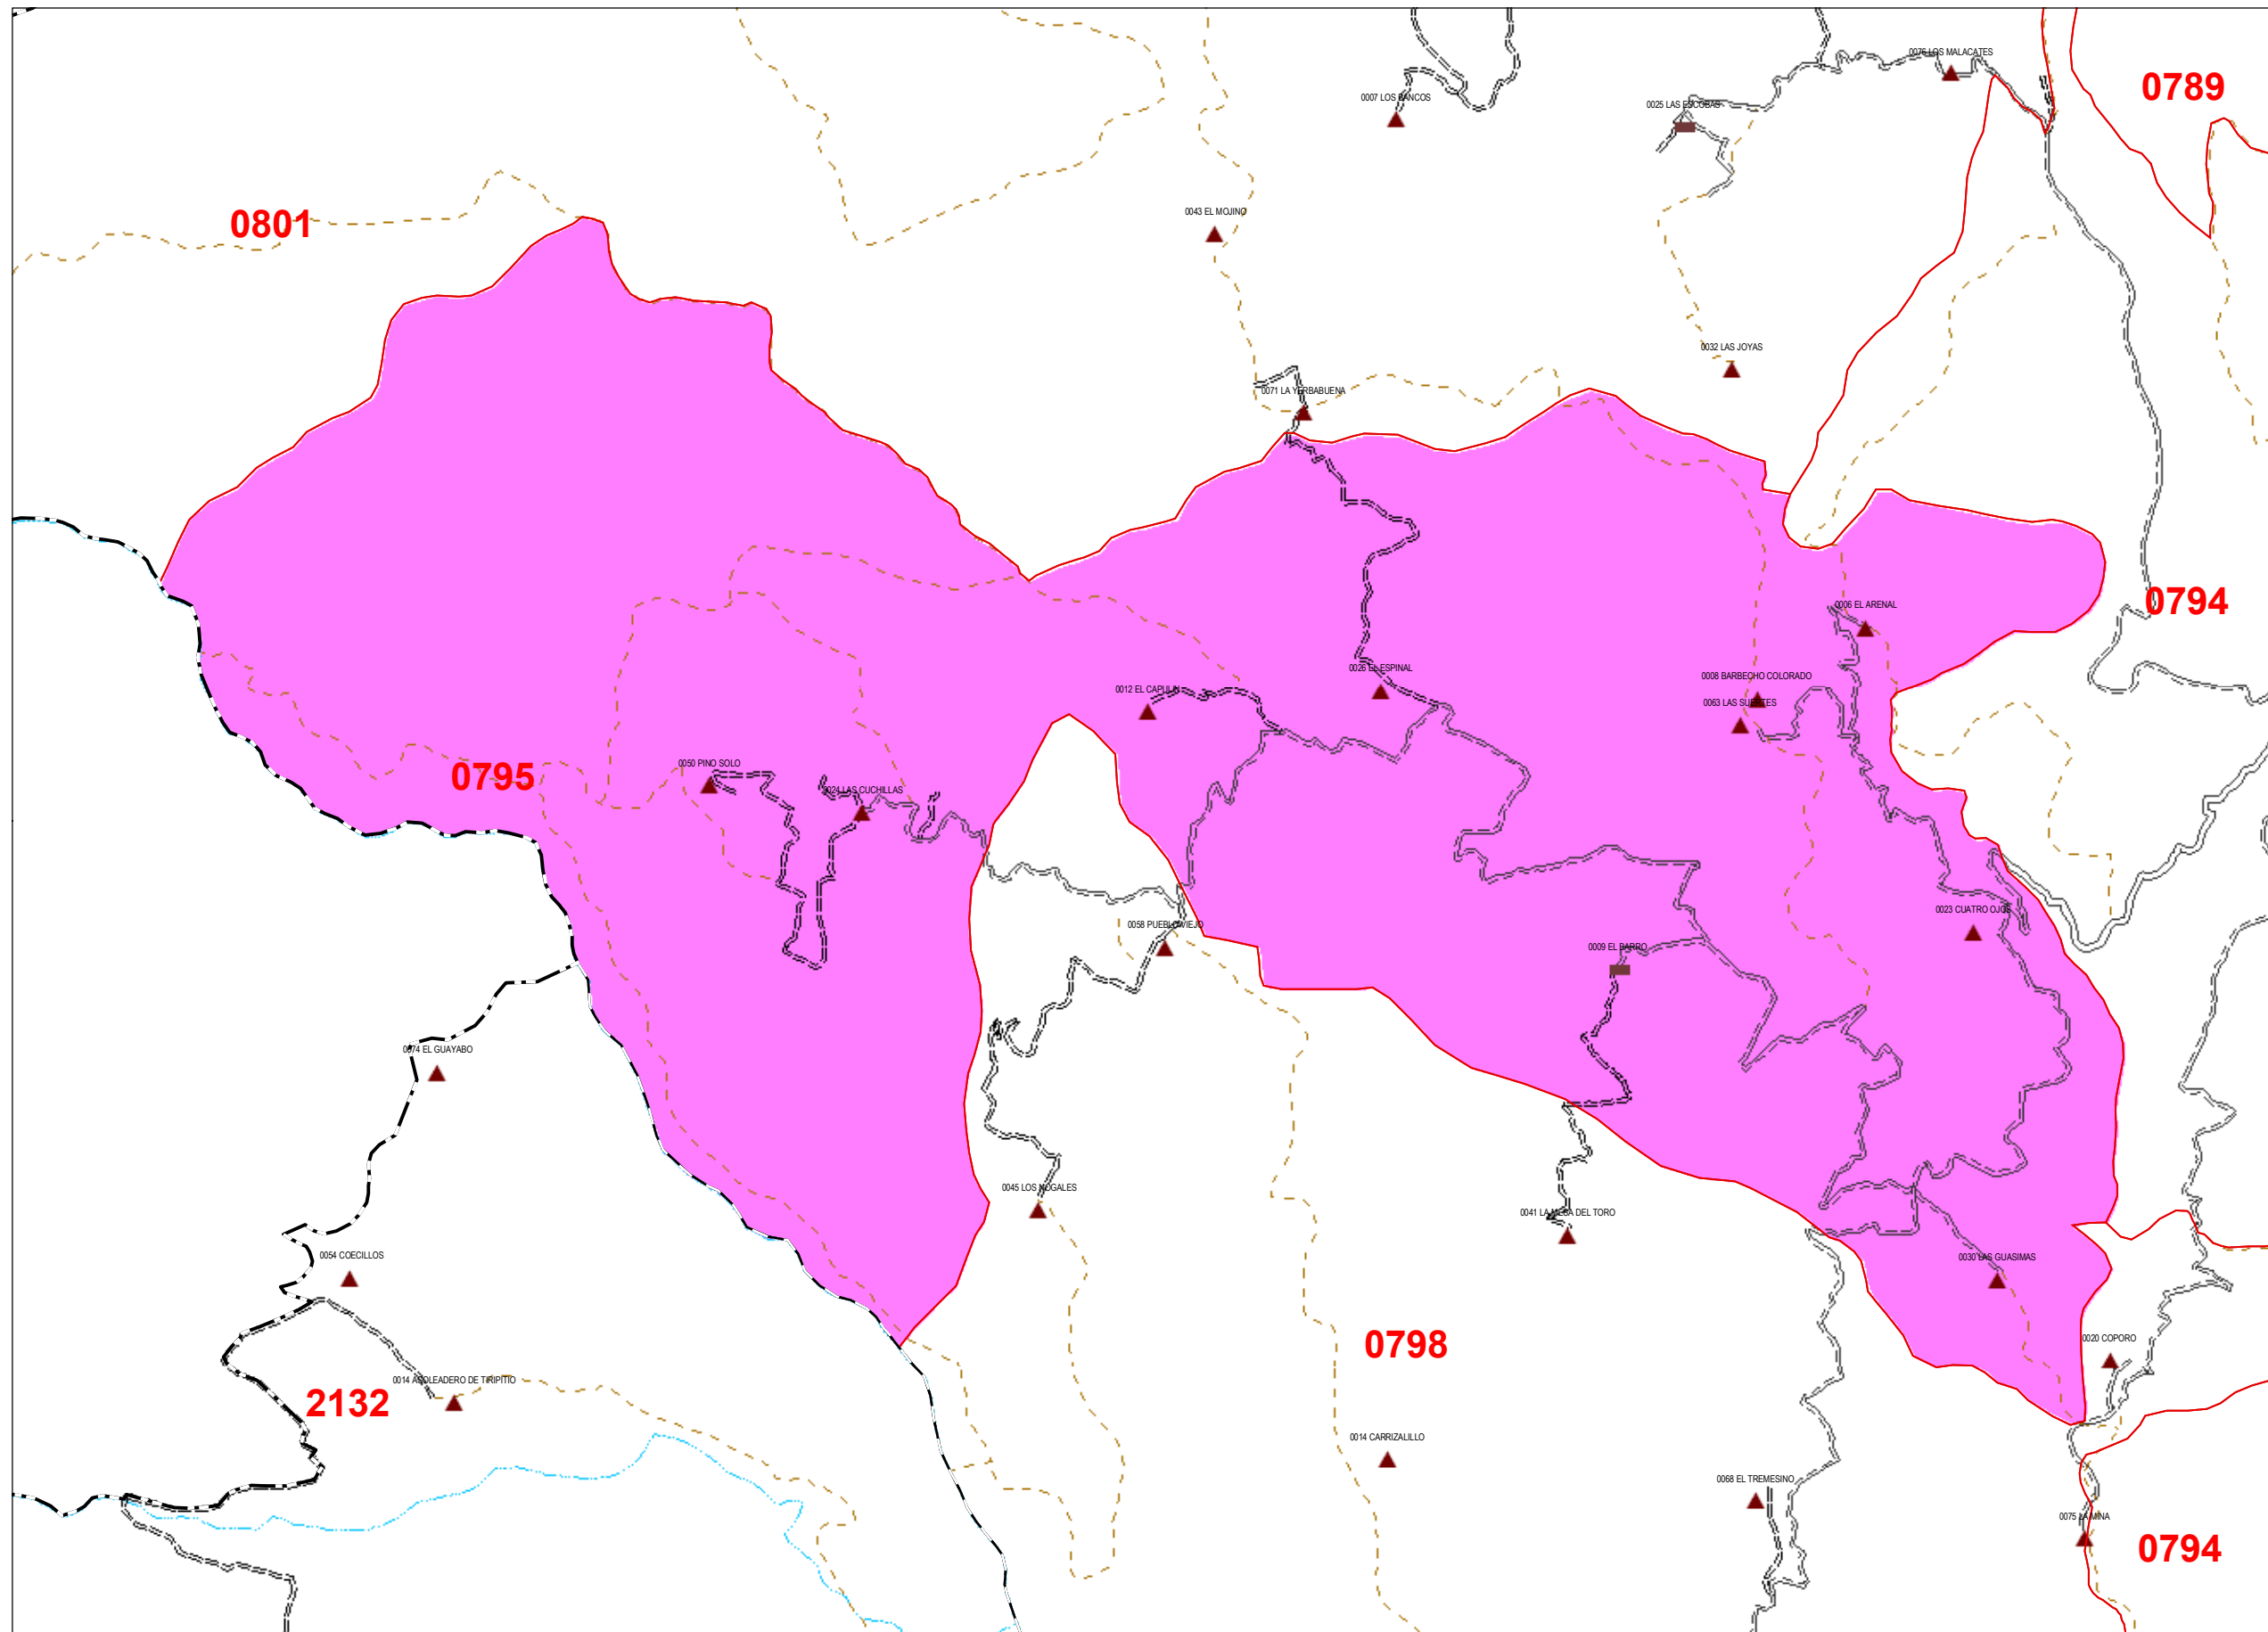 0076 LOS MALACATES
0789
0007 LOS BANCOS
0025 LAS ESCOBAS
0801
0043 EL MOJINO
0032 LAS JOYAS
0071 LA YERBABUENA
0794
0006 EL ARENAL
0026 EL ESPINAL
0008 BARBECHO COLORADO
0012 EL CAPULIN
0063 LAS SUERTES
0795
0050 PINO SOLO
0024 LAS CUCHILLAS
0023 CUATRO OJOS
0058 PUEBLO VIEJO
0009 EL BARRO
0074 EL GUAYABO
0045 LOS NOGALES
0041 LA MESA DEL TORO
0054 COECILLOS
0030 LAS GUASIMAS
0798
0020 COPORO
0014 AGOLEADERO DE TIRIPITIO
2132
0014 CARRIZALILLO
0068 EL TREMESINO
0075 LA MINA
0794